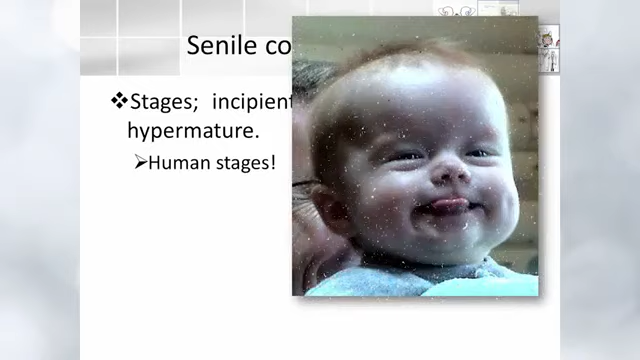 Senile co
❖Stages; incipient
hypermature.
➢Human stages!